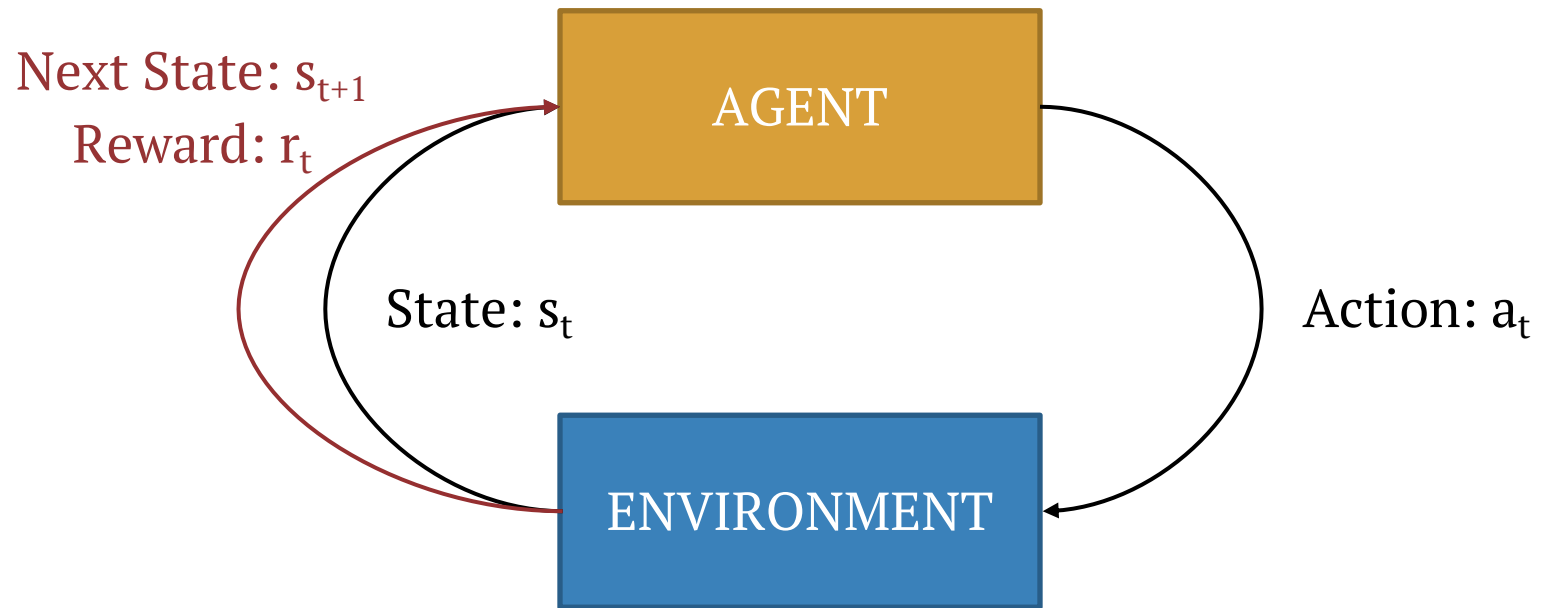 Next State: sₜ₊₁
AGENT
Reward: rₜ
State: sₜ
Action: aₜ
ENVIRONMENT